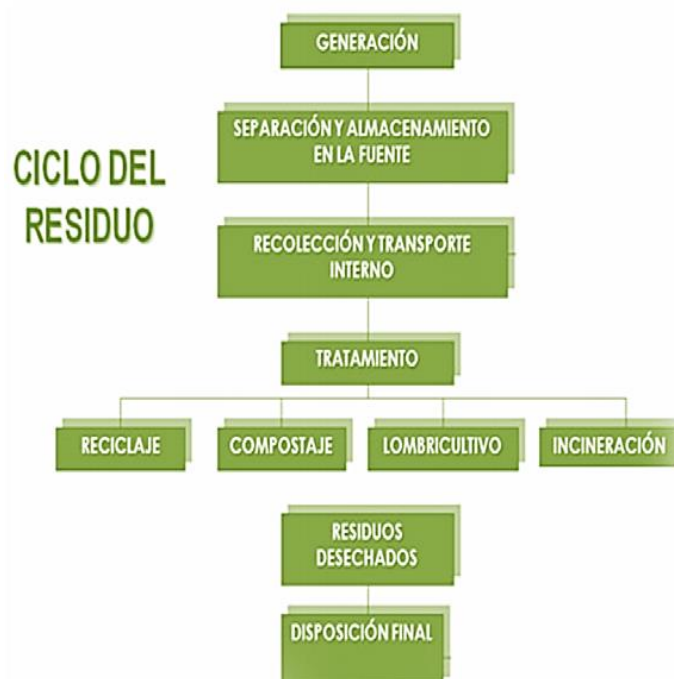 GENERACIÓN
SEPARACIÓN Y ALMACENAMIENTO
EN LA FUENTE
CICLO DEL
RESIDUO
RECOLECCIÓN Y TRANSPORTE
INTERNO
TRATAMIENTO
RECICLAJE
COMPOSTAJE
LOMBRICULTIVO
INCINERACIÓN
RESIDUOS
DESECHADOS
DISPOSICIÓN FINAL